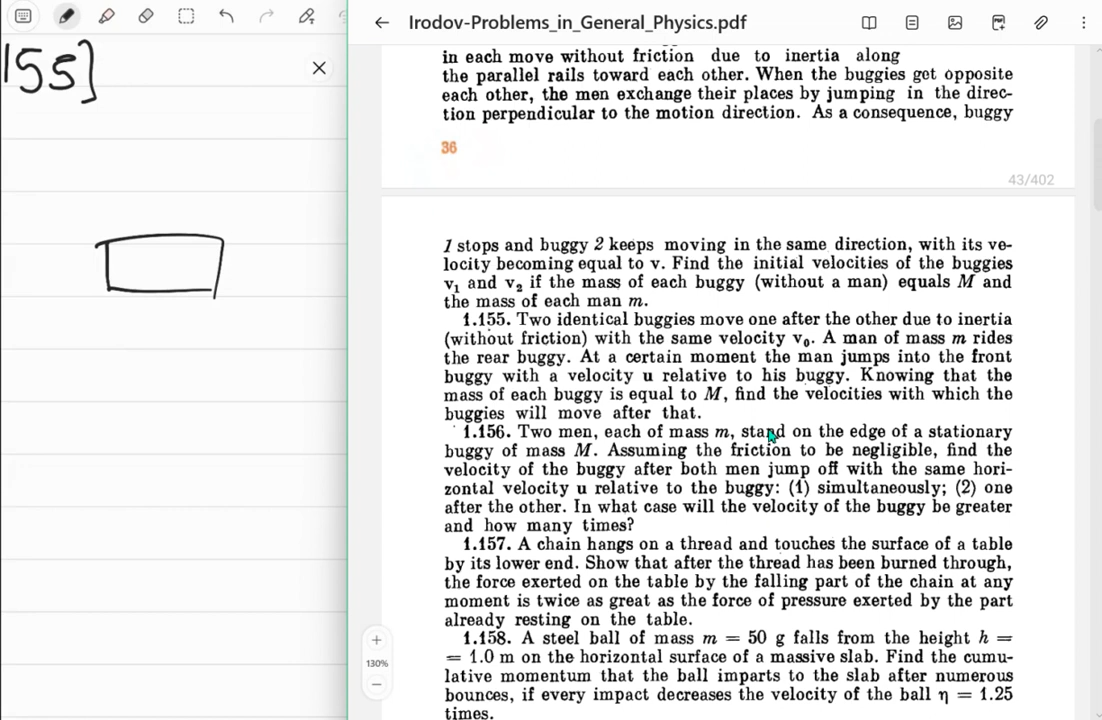 155]
Irodov-Problems_in_General_Physics.pdf
in each move without friction due to inertia along
the parallel rails toward each other. When the buggies get opposite
each other, the men exchange their places by jumping in the direc-
tion perpendicular to the motion direction. As a consequence, buggy
36
43/402
1 stops and buggy 2 keeps moving in the same direction, with its ve-
locity becoming equal to v. Find the initial velocities of the buggies
v₁ and v₂ if the mass of each buggy (without a man) equals M and
the mass of each man m.
1.155. Two identical buggies move one after the other due to inertia
(without friction) with the same velocity v₀. A man of mass m rides
the rear buggy. At a certain moment the man jumps into the front
buggy with a velocity u relative to his buggy. Knowing that the
mass of each buggy is equal to M, find the velocities with which the
buggies will move after that.
1.156. Two men, each of mass m, stand on the edge of a stationary
buggy of mass M. Assuming the friction to be negligible, find the
velocity of the buggy after both men jump off with the same hori-
zontal velocity u relative to the buggy: (1) simultaneously; (2) one
after the other. In what case will the velocity of the buggy be greater
and how many times?
1.157. A chain hangs on a thread and touches the surface of a table
by its lower end. Show that after the thread has been burned through,
the force exerted on the table by the falling part of the chain at any
moment is twice as great as the force of pressure exerted by the part
already resting on the table.
1.158. A steel ball of mass m = 50 g falls from the height h =
= 1.0 m on the horizontal surface of a massive slab. Find the cumu-
lative momentum that the ball imparts to the slab after numerous
bounces, if every impact decreases the velocity of the ball η = 1.25
times.
130%